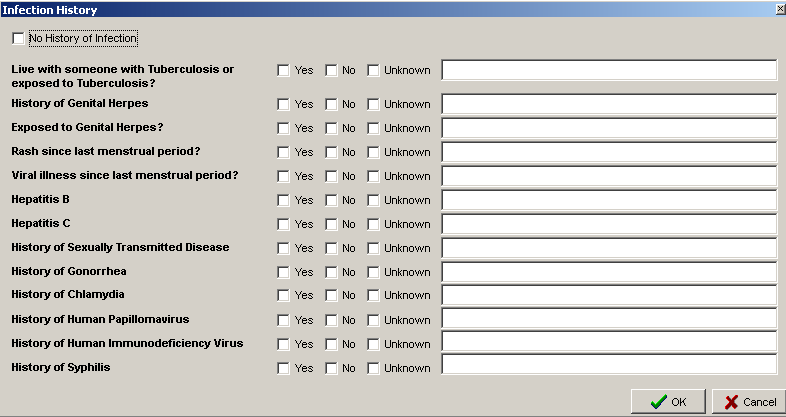 Infection History
No History of Infection
Live with someone with Tuberculosis or
exposed to Tuberculosis? Yes No Unknown
History of Genital Herpes Yes No Unknown
Exposed to Genital Herpes? Yes No Unknown
Rash since last menstrual period? Yes No Unknown
Viral illness since last menstrual period? Yes No Unknown
Hepatitis B Yes No Unknown
Hepatitis C Yes No Unknown
History of Sexually Transmitted Disease Yes No Unknown
History of Gonorrhea Yes No Unknown
History of Chlamydia Yes No Unknown
History of Human Papillomavirus Yes No Unknown
History of Human Immunodeficiency Virus Yes No Unknown
History of Syphilis Yes No Unknown
OK Cancel